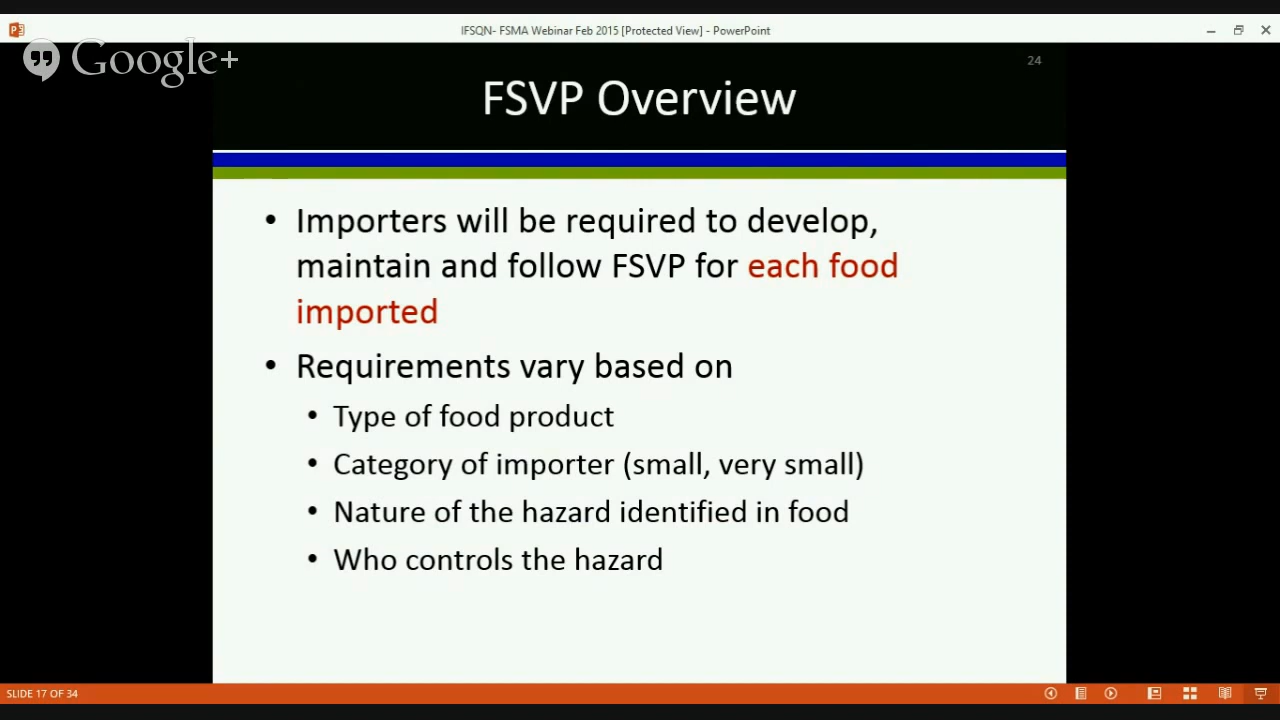 IFSQN- FSMA Webinar Feb 2015 [Protected View] - PowerPoint
Google+
24
FSVP Overview
• Importers will be required to develop,
maintain and follow FSVP for each food
imported
• Requirements vary based on
• Type of food product
• Category of importer (small, very small)
• Nature of the hazard identified in food
• Who controls the hazard
SLIDE 17 OF 34